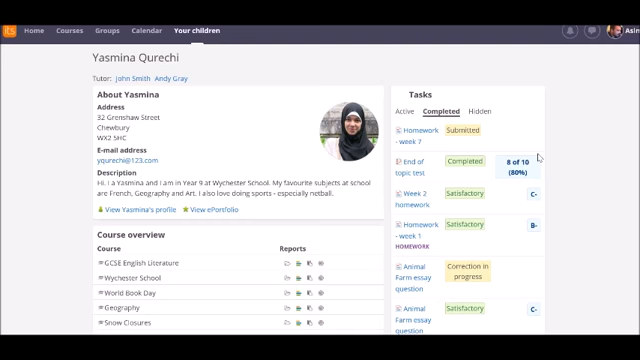 its
Home Courses Groups Calendar Your children
Yasmina Qurechi
Tutor: John Smith Andy Gray
About Yasmina
Address
32 Grenshaw Street
Chewbury
WX2 5HC
E-mail address
yqurechi@123.com
Description
Hi. I a Yasmina and I am in Year 9 at Wychester School. My favourite subjects at school
are French, Geography and Art. I also love doing sports - especially netball.
View Yasmina's profile View ePortfolio
Course overview
Course Reports
GCSE English Literature
Wychester School
World Book Day
Geography
Snow Closures
Tasks
Active Completed Hidden
Homework Submitted
- week 7
End of Completed 8 of 10
topic test (80%)
Week 2 Satisfactory C-
homework
Homework Satisfactory B-
- week 1
HOMEWORK
Animal Correction in
Farm essay progress
question
Animal Satisfactory C-
Farm essay
question